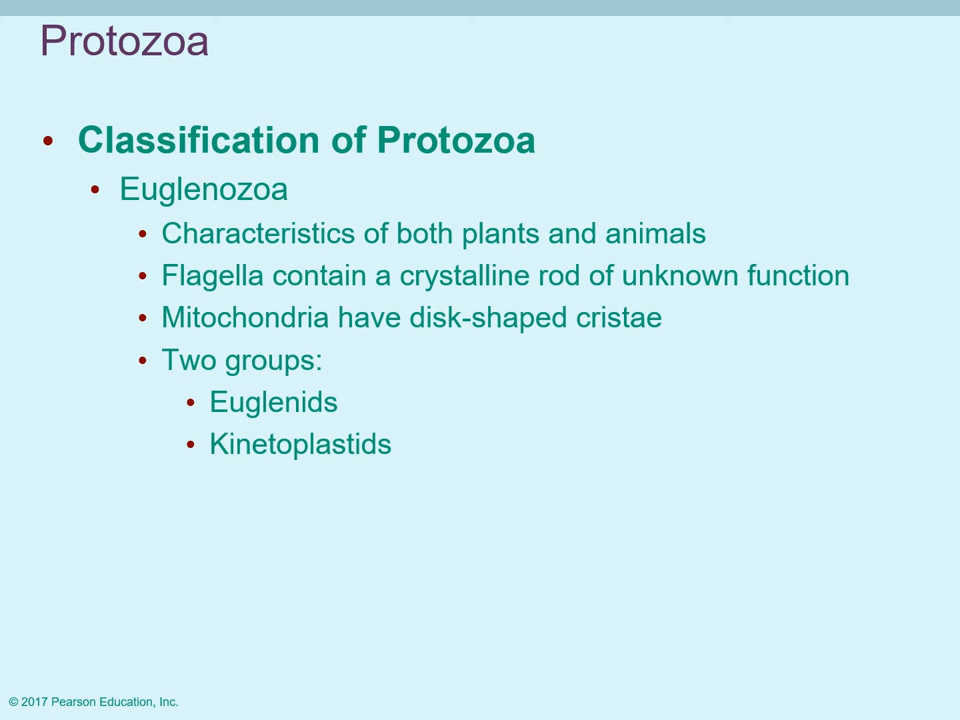 Protozoa
• Classification of Protozoa
• Euglenozoa
• Characteristics of both plants and animals
• Flagella contain a crystalline rod of unknown function
• Mitochondria have disk-shaped cristae
• Two groups:
• Euglenids
• Kinetoplastids
© 2017 Pearson Education, Inc.